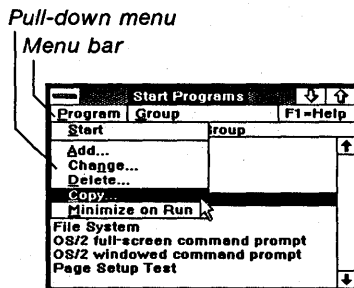 Pull-down menu
Menu bar
Start Programs
Program Group F1=Help
Start
Group
Add...
Change...
Delete...
Copy...
Minimize on Run
File System
OS/2 full-screen command prompt
OS/2 windowed command prompt
Page Setup Test